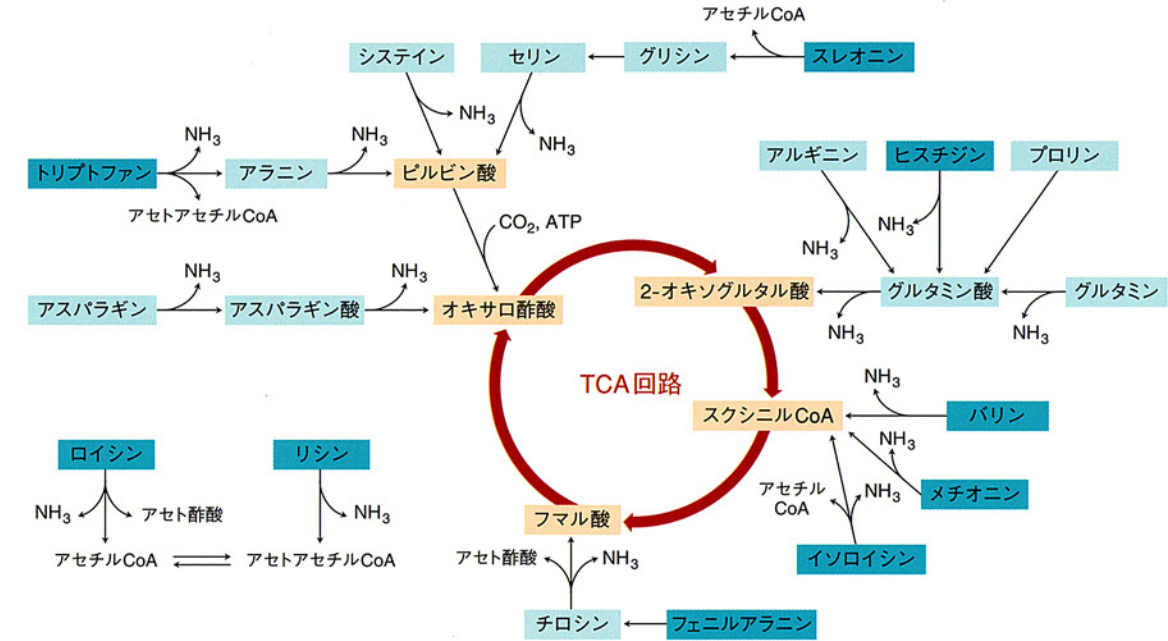 アセチルCoA
システイン
セリン
グリシン
スレオニン
NH3
NH3
NH3
NH3
トリプトファン
アラニン
ピルビン酸
アセトアセチルCoA
アルギニン
ヒスチジン
プロリン
CO2, ATP
NH3
NH3
NH3
NH3
アスパラギン
アスパラギン酸
オキサロ酢酸
2-オキソグルタル酸
グルタミン酸
グルタミン
NH3
NH3
TCA回路
NH3
スクシニルCoA
バリン
NH3
メチオニン
アセチル
CoA
NH3
イソロイシン
ロイシン
リシン
NH3
アセト酢酸
NH3
アセチルCoA
アセトアセチルCoA
フマル酸
アセト酢酸
NH3
チロシン
フェニルアラニン